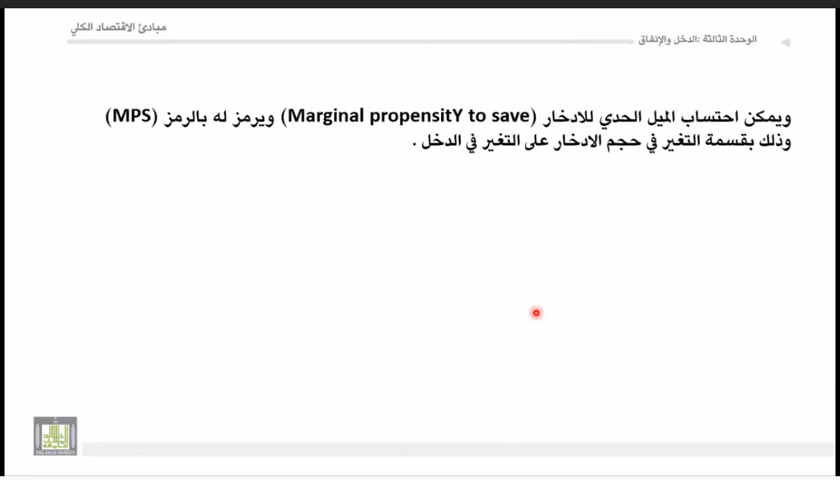 مبادئ الاقتصاد الكلي
الوحدة الثالثة :الدخل والإنفاق
ويمكن احتساب الميل الحدي للادخار (Marginal propensitY to save) ويرمز له بالرمز (MPS)
وذلك بقسمة التغير في حجم الادخار على التغير في الدخل .